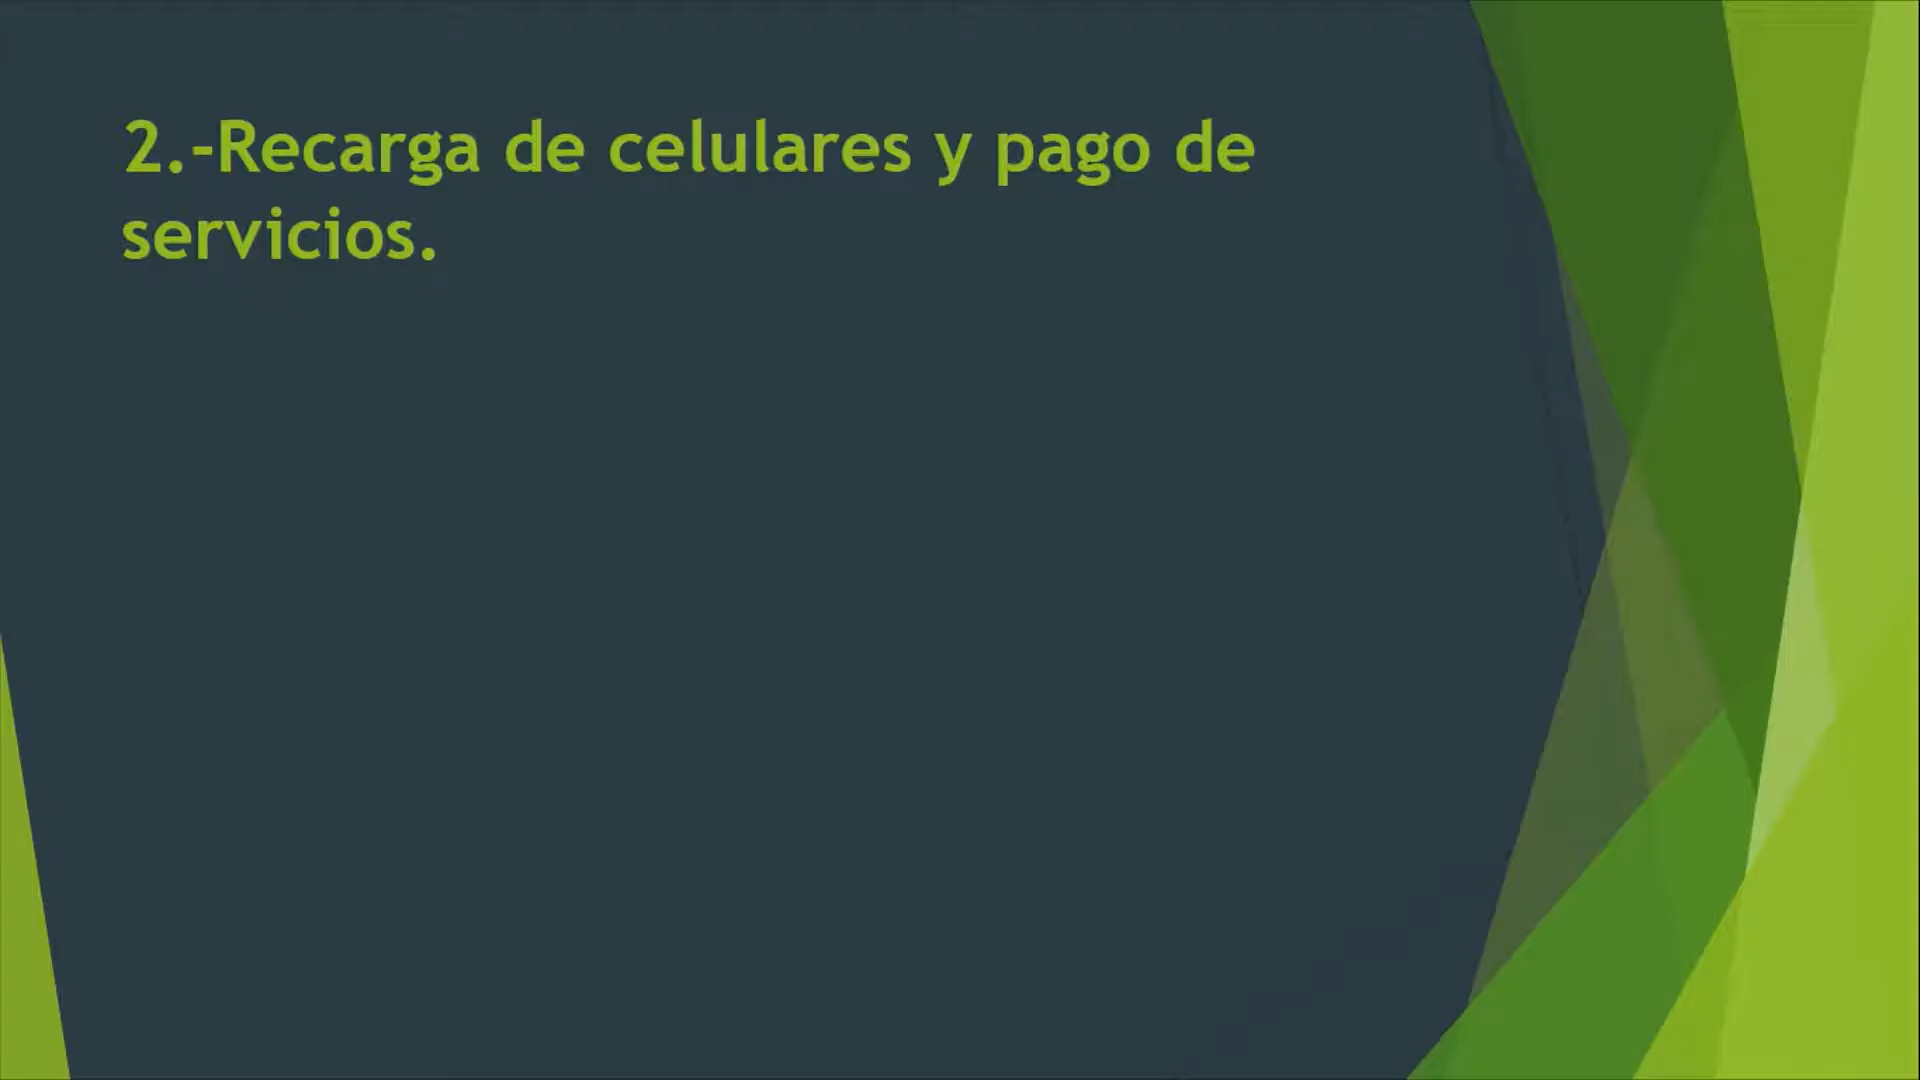 2.-Recarga de celulares y pago de
servicios.